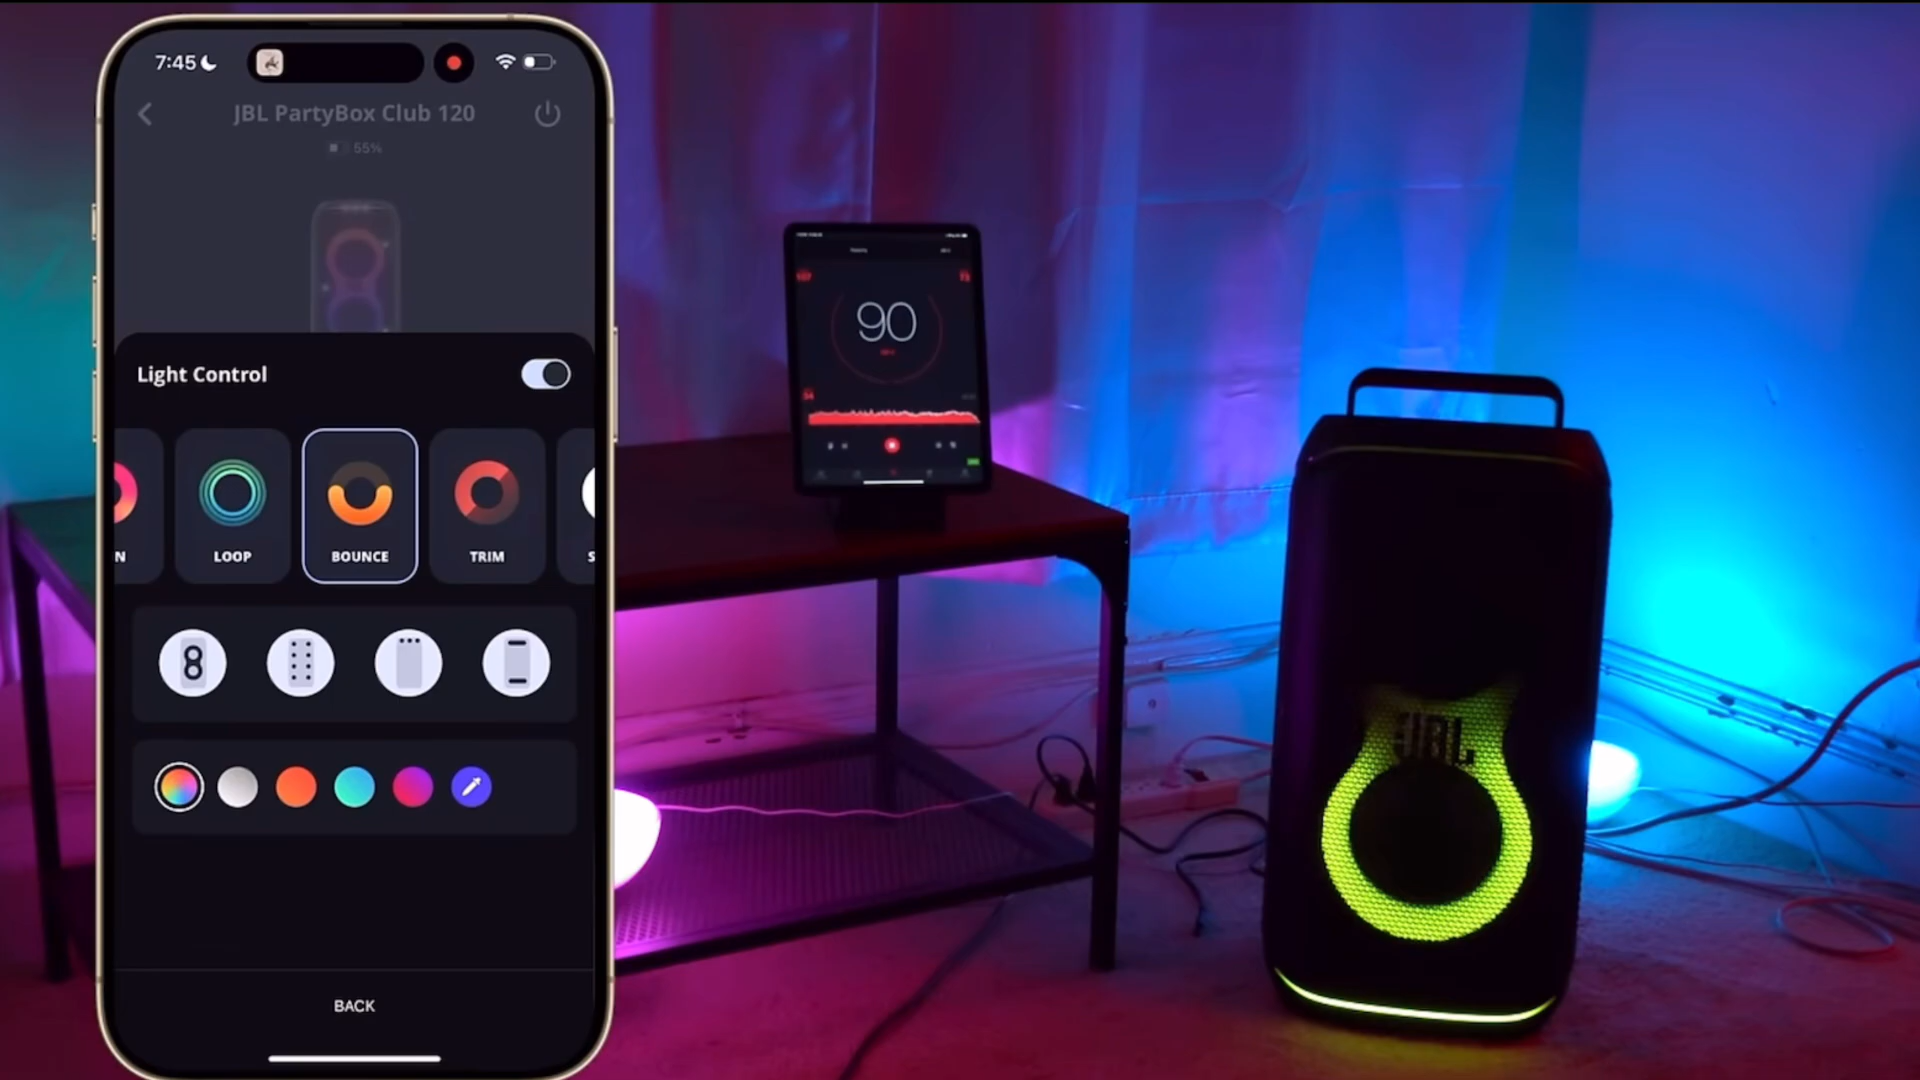 7:45
JBL PartyBox Club 120
55%
Light Control
N
LOOP
BOUNCE
TRIM
S
BACK
90
JBL